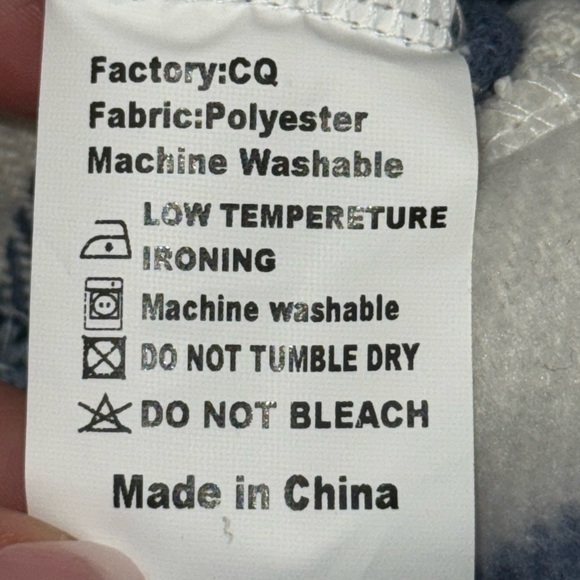 Factory:CQ
Fabric:Polyester
Machine Washable
LOW TEMPERETURE
IRONING
Machine washable
DO NOT TUMBLE DRY
DO NOT BLEACH
Made in China